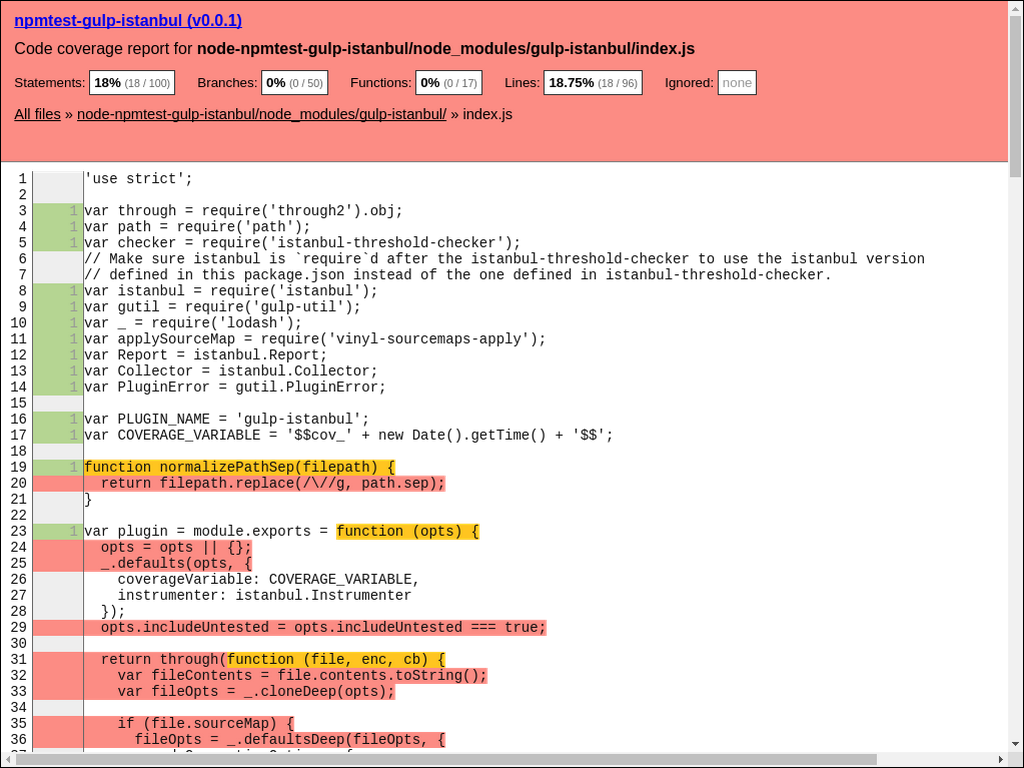 npmtest-gulp-istanbul (v0.0.1)
Code coverage report for node-npmtest-gulp-istanbul/node_modules/gulp-istanbul/index.js
Statements: 18% (18 / 100) Branches: 0% (0 / 50) Functions: 0% (0 / 17) Lines: 18.75% (18 / 96) Ignored: none
All files » node-npmtest-gulp-istanbul/node_modules/gulp-istanbul/ » index.js
1 'use strict';
2
3 1 var through = require('through2').obj;
4 1 var path = require('path');
5 1 var checker = require('istanbul-threshold-checker');
6 // Make sure istanbul is `require`d after the istanbul-threshold-checker to use the istanbul version
7 // defined in this package.json instead of the one defined in istanbul-threshold-checker.
8 1 var istanbul = require('istanbul');
9 1 var gutil = require('gulp-util');
10 1 var _ = require('lodash');
11 1 var applySourceMap = require('vinyl-sourcemaps-apply');
12 1 var Report = istanbul.Report;
13 1 var Collector = istanbul.Collector;
14 1 var PluginError = gutil.PluginError;
15
16 1 var PLUGIN_NAME = 'gulp-istanbul';
17 1 var COVERAGE_VARIABLE = '$$cov_' + new Date().getTime() + '$$';
18
19 1 function normalizePathSep(filepath) {
20 return filepath.replace(/\//g, path.sep);
21 }
22
23 1 var plugin = module.exports = function (opts) {
24 opts = opts || {};
25 _.defaults(opts, {
26 coverageVariable: COVERAGE_VARIABLE,
27 instrumenter: istanbul.Instrumenter
28 });
29 opts.includeUntested = opts.includeUntested === true;
30
31 return through(function (file, enc, cb) {
32 var fileContents = file.contents.toString();
33 var fileOpts = _.cloneDeep(opts);
34
35 if (file.sourceMap) {
36 fileOpts = _.defaultsDeep(fileOpts, {